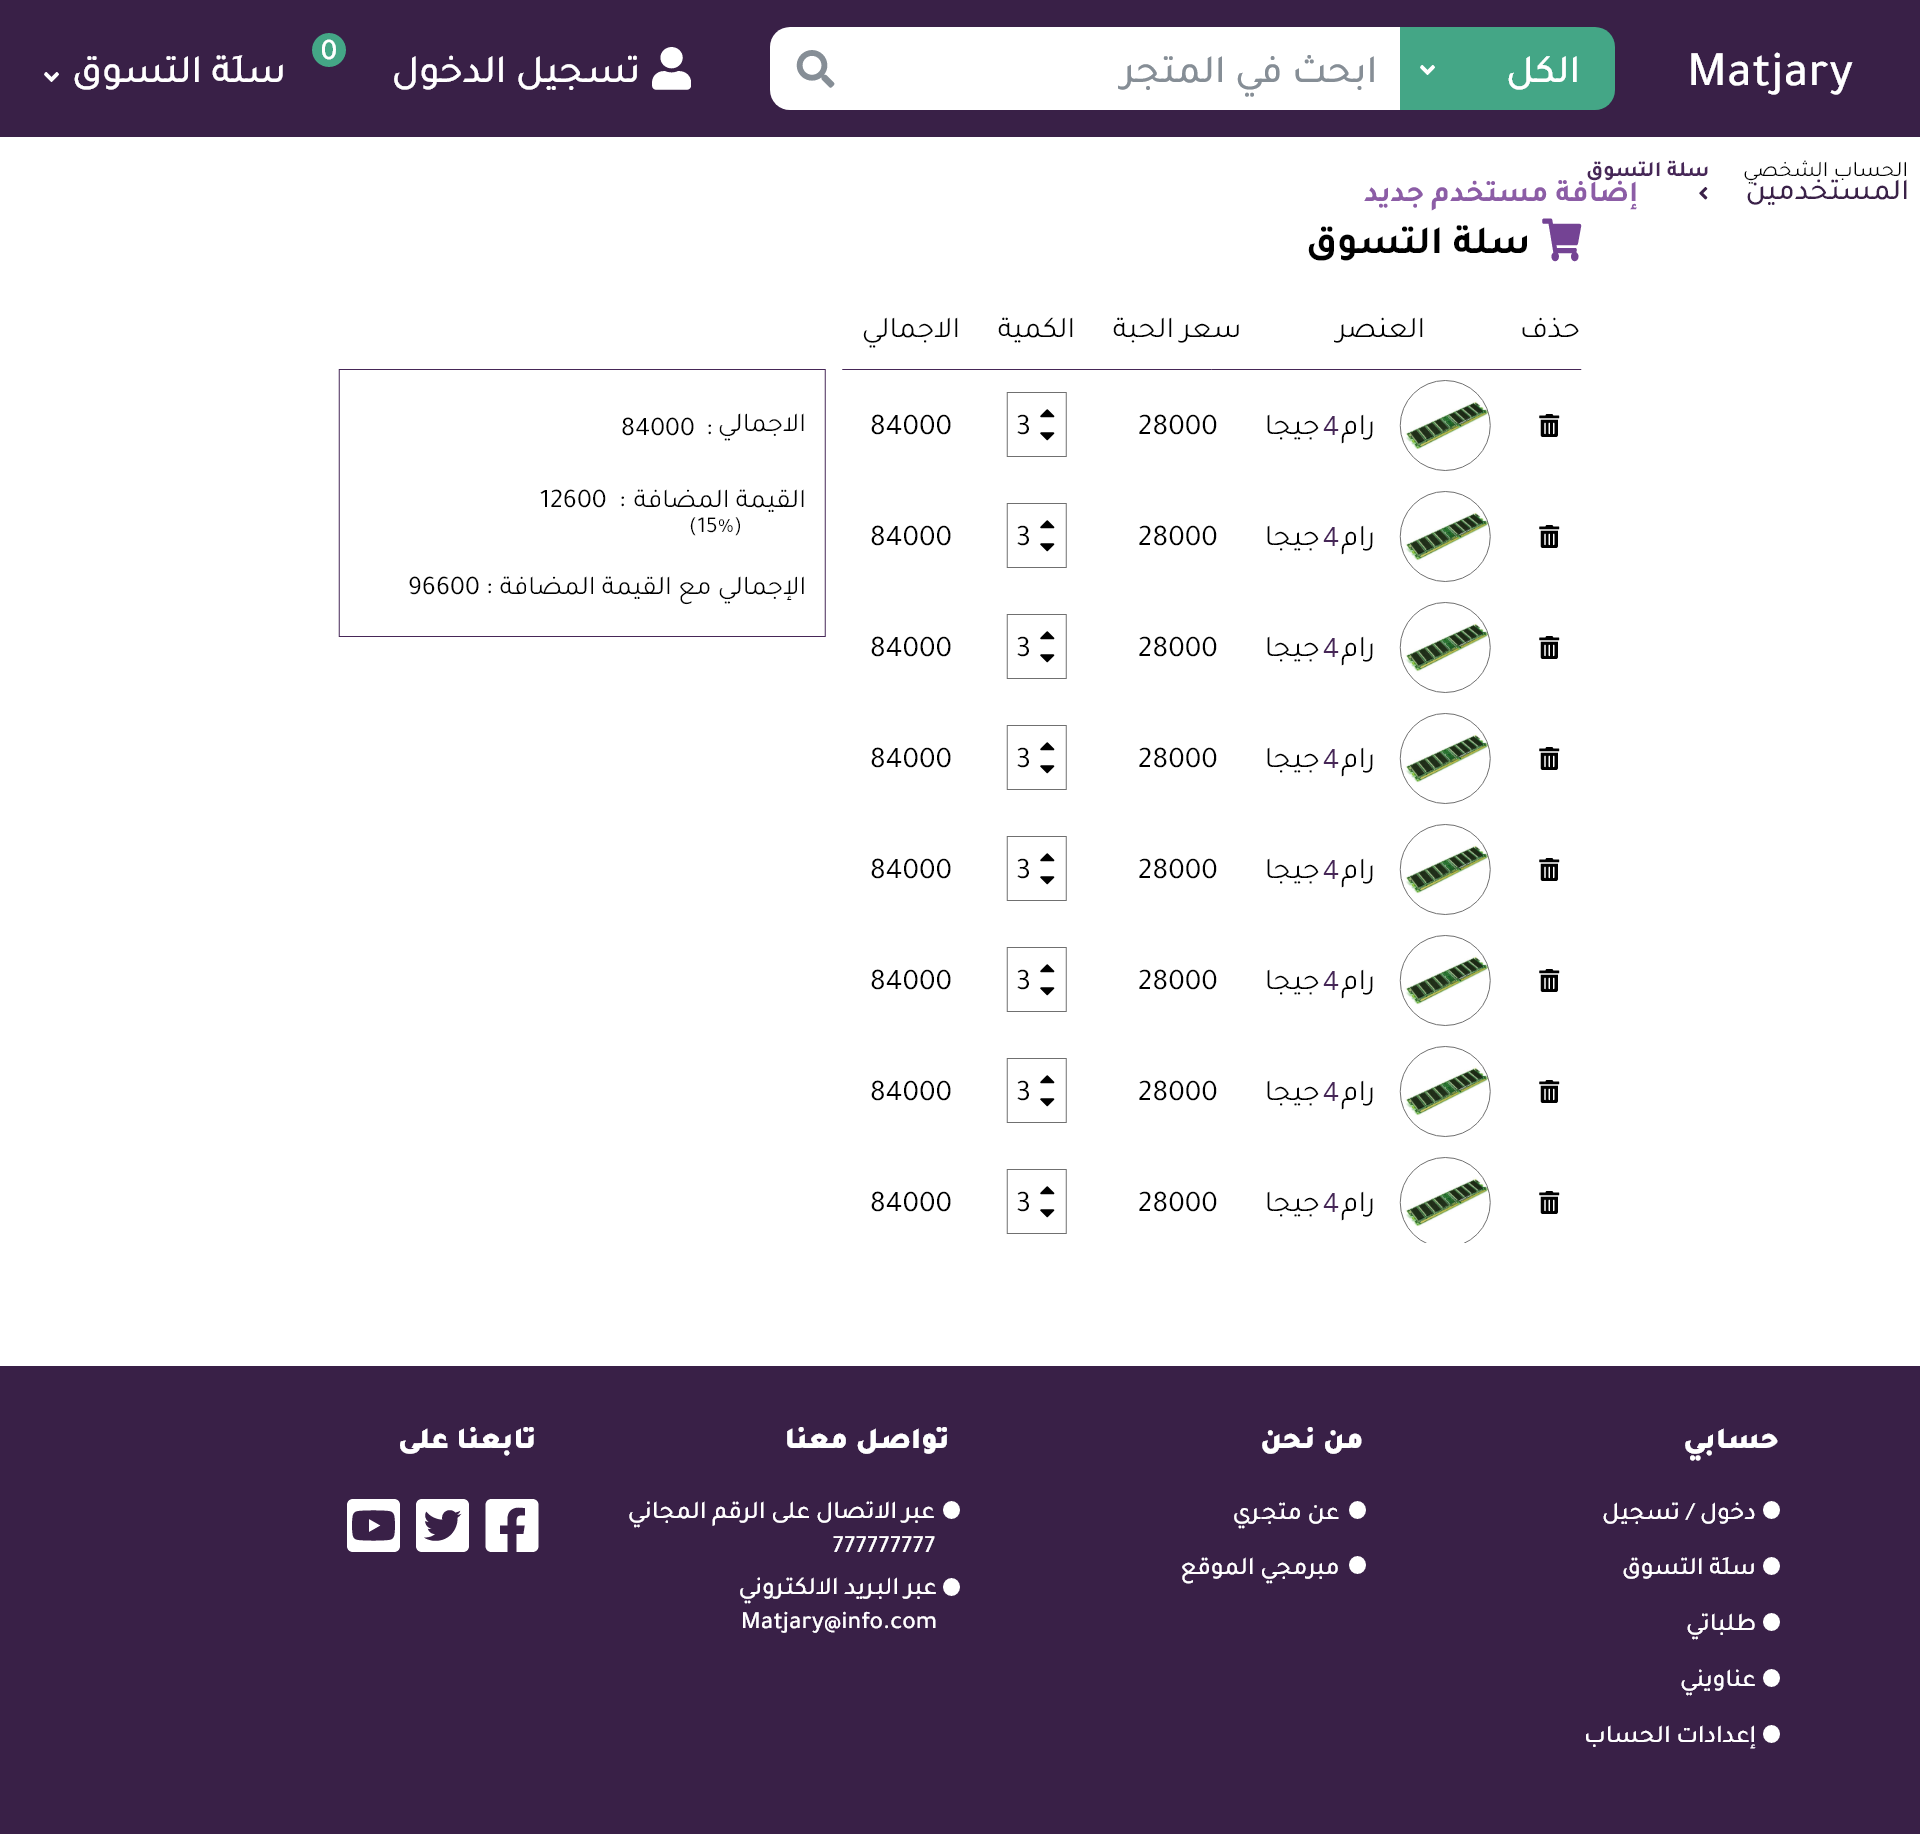 Matjary
الكل
ابحث في المتجر
تسجيل الدخول
0
سلَة التسوق
الحساب الشخصي
سلة التسوق
المستخدمين
إضافة مستخدم جديد
سلة التسوق
حذف العنصر سعر الحبة الكمية الاجمالي
رام 4 جيجا 28000 3 84000
رام 4 جيجا 28000 3 84000
رام 4 جيجا 28000 3 84000
رام 4 جيجا 28000 3 84000
رام 4 جيجا 28000 3 84000
رام 4 جيجا 28000 3 84000
رام 4 جيجا 28000 3 84000
رام 4 جيجا 28000 3 84000
الاجمالي : 84000
القيمة المضافة : 12600
(15%)
الإجمالي مع القيمة المضافة : 96600
حسابي
دخول / تسجيل
سلَة التسوق
طلباتي
عناويني
إعدادات الحساب
من نحن
عن متجري
مبرمجي الموقع
تواصل معنا
عبر الاتصال على الرقم المجاني
777777777
عبر البريد الالكتروني
Matjary@info.com
تابعنا على